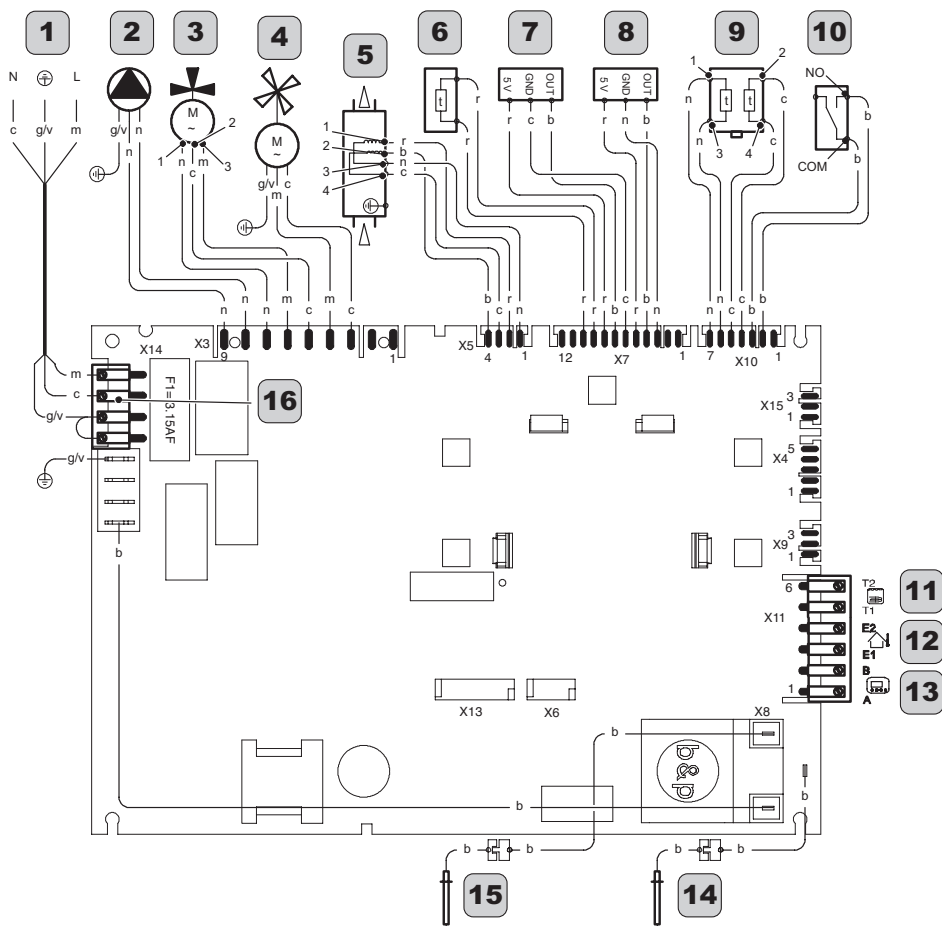 1 2 3 4 5 6 7 8 9 10
N L
c g/v m
g/v n
n
M
~
1 2 3
n c m
M
~
g/v m c
1 2 3 4
r b n c
t
r
r
5 V GND OUT
r c b
5 V GND OUT
r n b
1 2
t t
n c
n c
3 4
NO
COM
b
b
n n n m c m c
b c r n
r r r b c r b n
n n c c b b
X3 9 1
X5 4 1
12 X7 1
7 X10 1
X14
m
c
g/v
g/v
F1= 3.15AF
16
3
X15
1
5
X4
1
3
X9
1
b
6
X11
1
T2
T1
E2
E1
B
A
11
12
13
X13 X6 X8
b
b&p
b
b
b b
b b
15 14